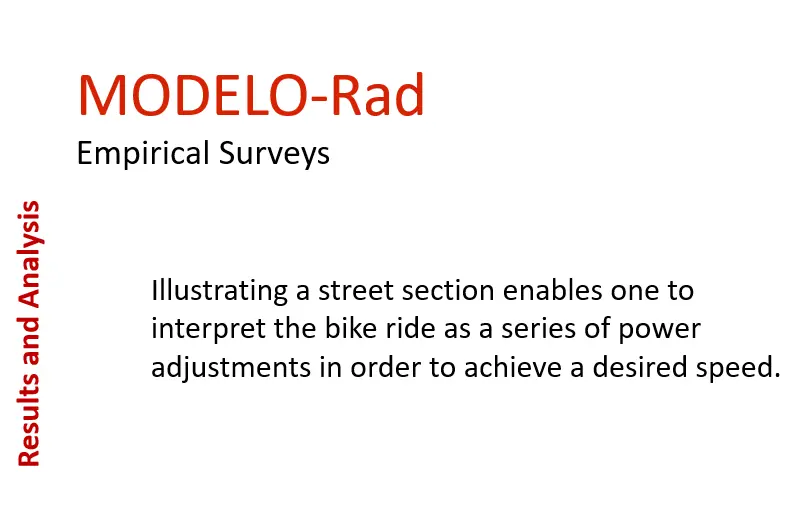 MODELO-Rad
Empirical Surveys
Results and Analysis
Illustrating a street section enables one to
interpret the bike ride as a series of power
adjustments in order to achieve a desired speed.